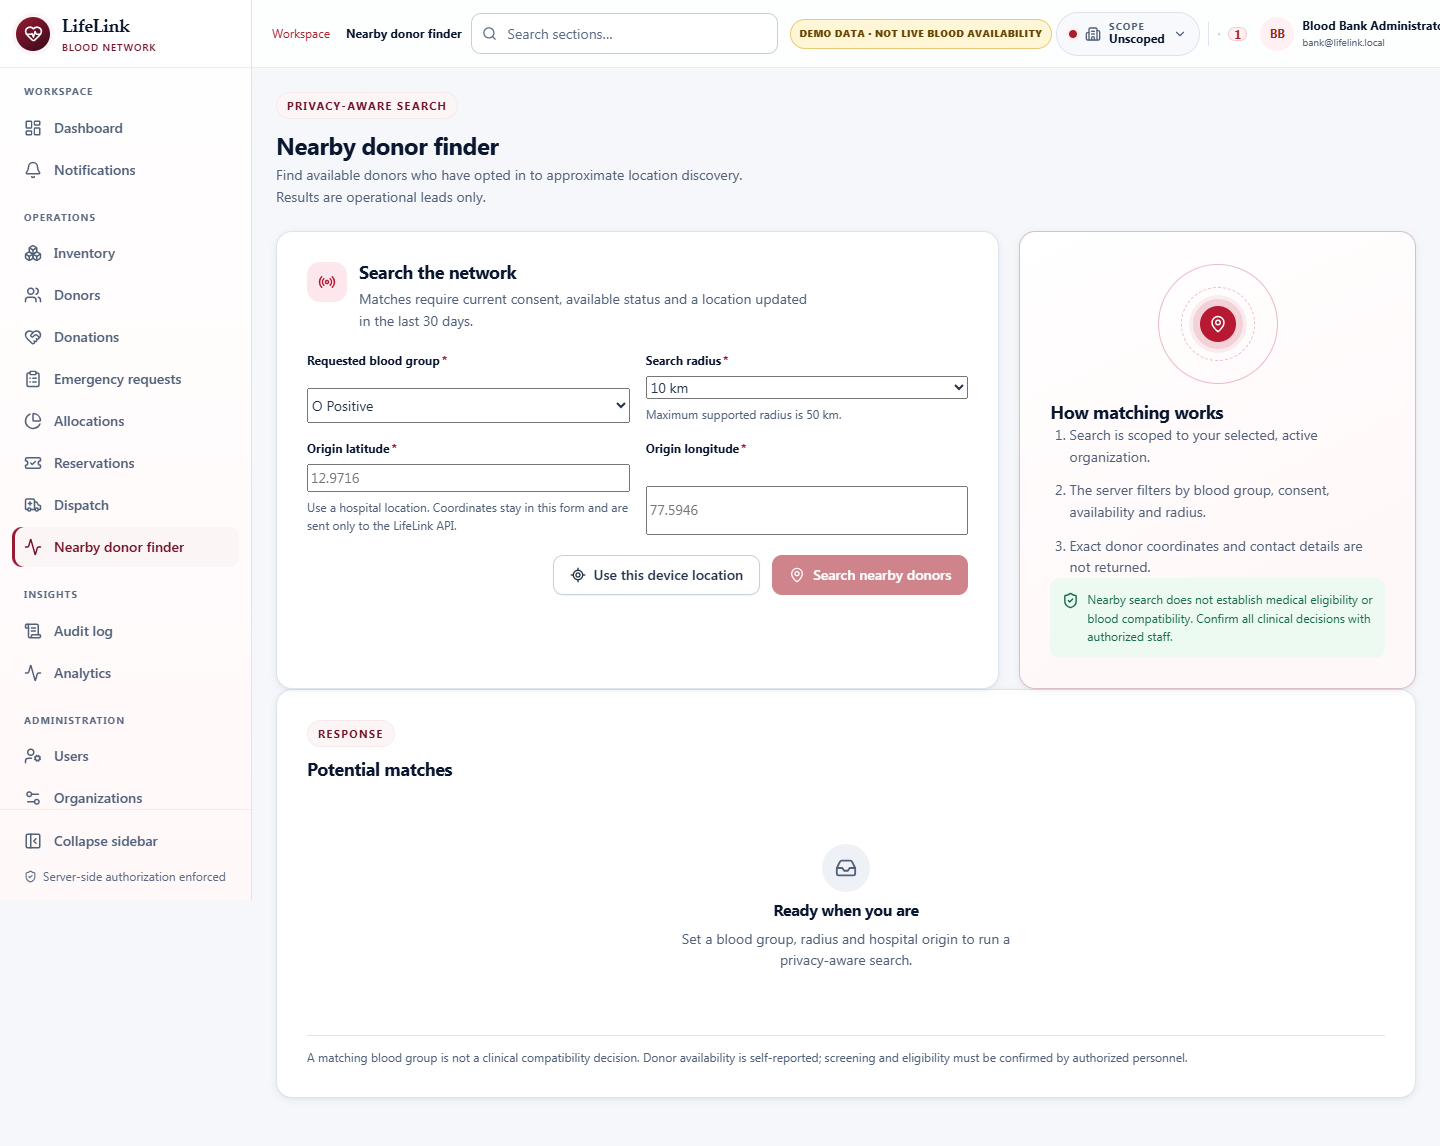 LifeLink
BLOOD NETWORK
Workspace
Nearby donor finder
Search sections...
DEMO DATA · NOT LIVE BLOOD AVAILABILITY
SCOPE
Unscoped
1
BB
Blood Bank Administrato
bank@lifelink.local
WORKSPACE
Dashboard
Notifications
OPERATIONS
Inventory
Donors
Donations
Emergency requests
Allocations
Reservations
Dispatch
Nearby donor finder
INSIGHTS
Audit log
Analytics
ADMINISTRATION
Users
Organizations
Collapse sidebar
Server-side authorization enforced
PRIVACY-AWARE SEARCH
Nearby donor finder
Find available donors who have opted in to approximate location discovery.
Results are operational leads only.
Search the network
Matches require current consent, available status and a location updated
in the last 30 days.
Requested blood group *
O Positive
Search radius *
10 km
Maximum supported radius is 50 km.
Origin latitude *
12.9716
Use a hospital location. Coordinates stay in this form and are
sent only to the LifeLink API.
Origin longitude *
77.5946
Use this device location
Search nearby donors
How matching works
1. Search is scoped to your selected, active
organization.
2. The server filters by blood group, consent,
availability and radius.
3. Exact donor coordinates and contact details are
not returned.
Nearby search does not establish medical eligibility or
blood compatibility. Confirm all clinical decisions with
authorized staff.
RESPONSE
Potential matches
Ready when you are
Set a blood group, radius and hospital origin to run a
privacy-aware search.
A matching blood group is not a clinical compatibility decision. Donor availability is self-reported; screening and eligibility must be confirmed by authorized personnel.